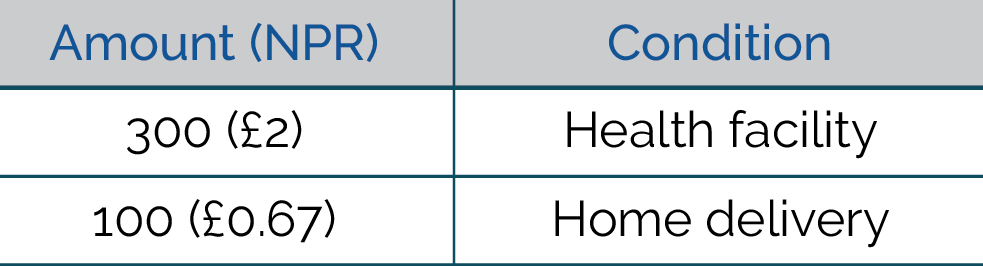 Amount (NPR) Condition
300 (£2) Health facility
100 (£0.67) Home delivery